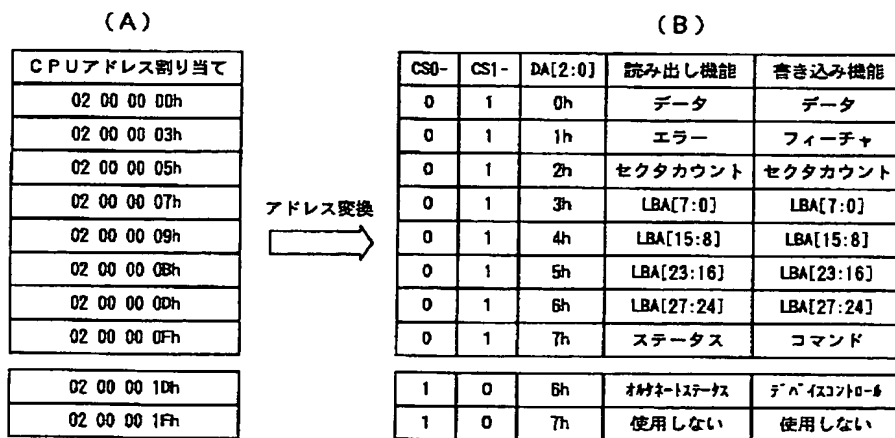 (A)
CPUアドレス割り当て
02 00 00 00h
02 00 00 03h
02 00 00 05h
02 00 00 07h
02 00 00 09h
02 00 00 0Bh
02 00 00 0Dh
02 00 00 0Fh
02 00 00 1Dh
02 00 00 1Fh
アドレス変換
(B)
CS0- CS1- DA[2:0] 読み出し機能 書き込み機能
0 1 0h データ データ
0 1 1h エラー フィーチャ
0 1 2h セクタカウント セクタカウント
0 1 3h LBA[7:0] LBA[7:0]
0 1 4h LBA[15:8] LBA[15:8]
0 1 5h LBA[23:16] LBA[23:16]
0 1 6h LBA[27:24] LBA[27:24]
0 1 7h ステータス コマンド
1 0 6h オルタネートステータス デバイスコントロール
1 0 7h 使用しない 使用しない